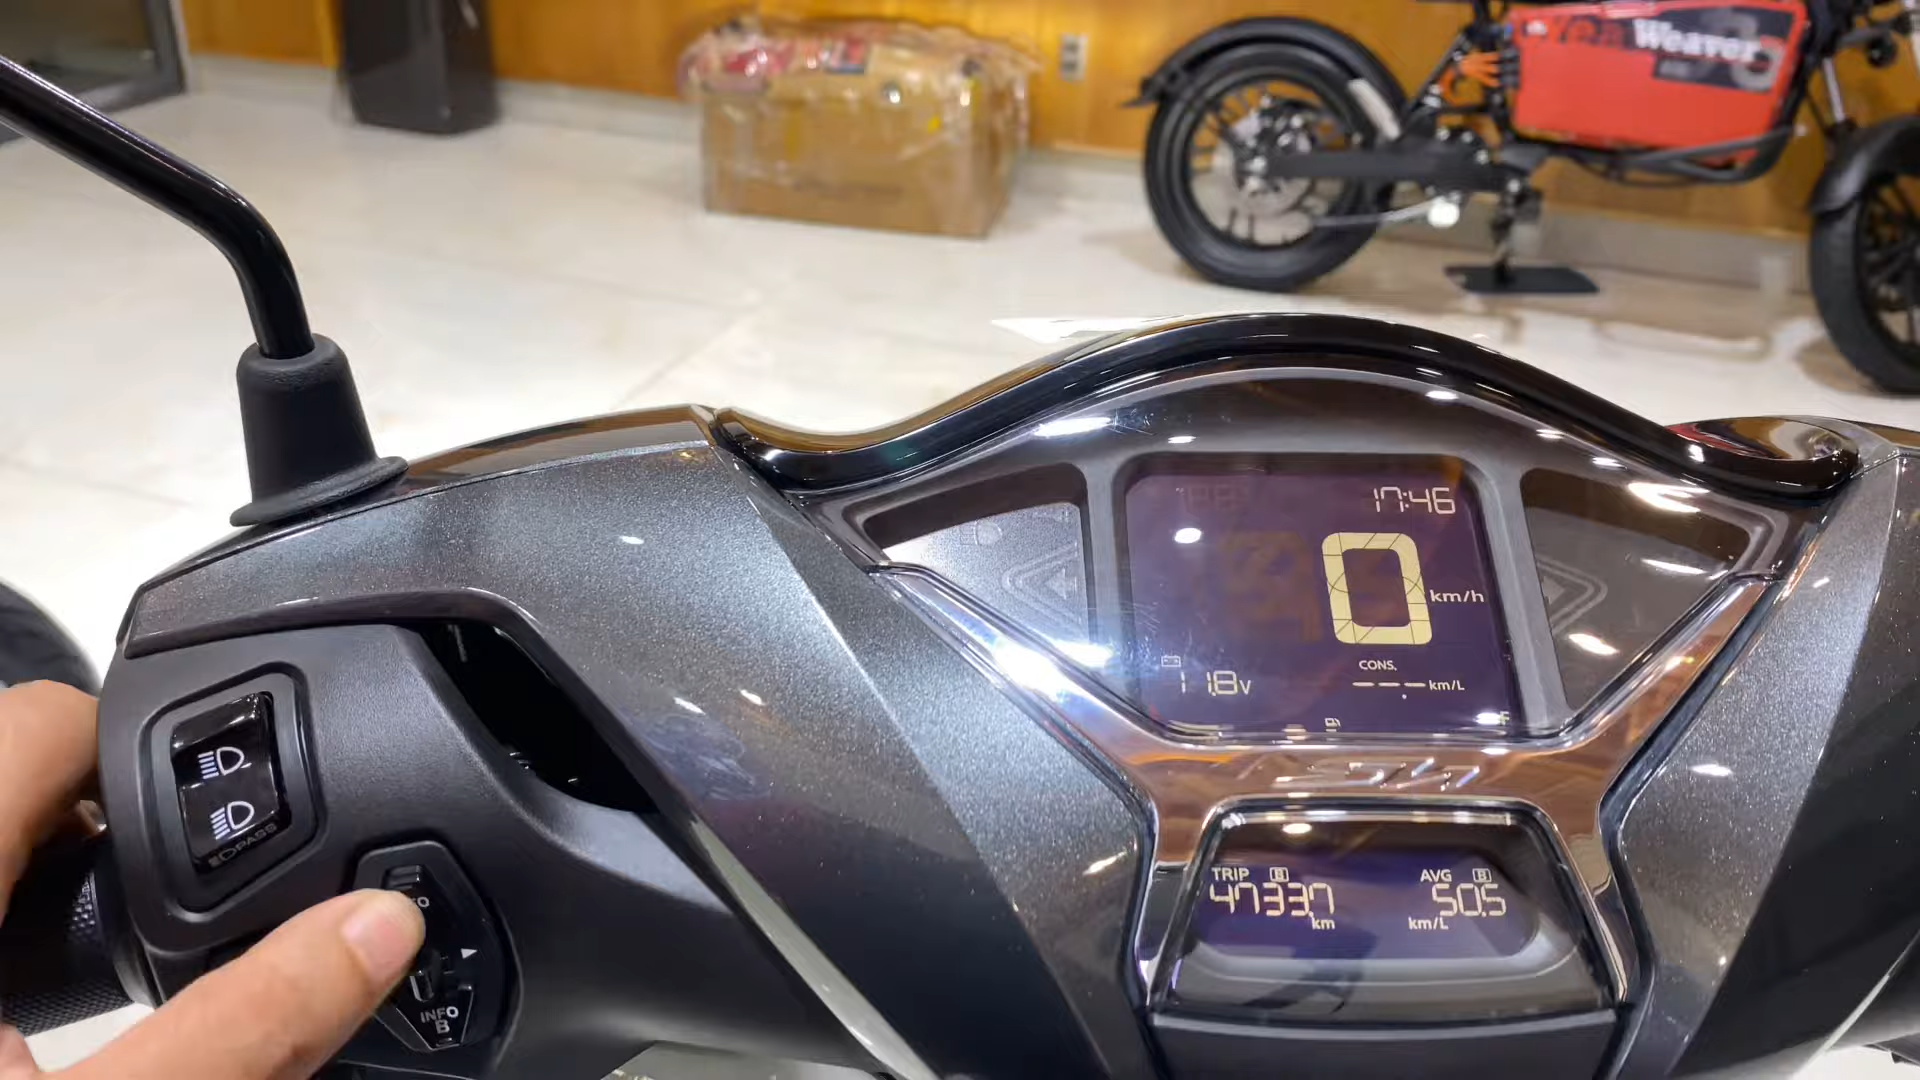 Weaver
17:46
0 km/h
CONS.
--- km/L
11.8V
F
TRIP B
4733.7
km
AVG B
50.5
km/L
PASS
INFO
B